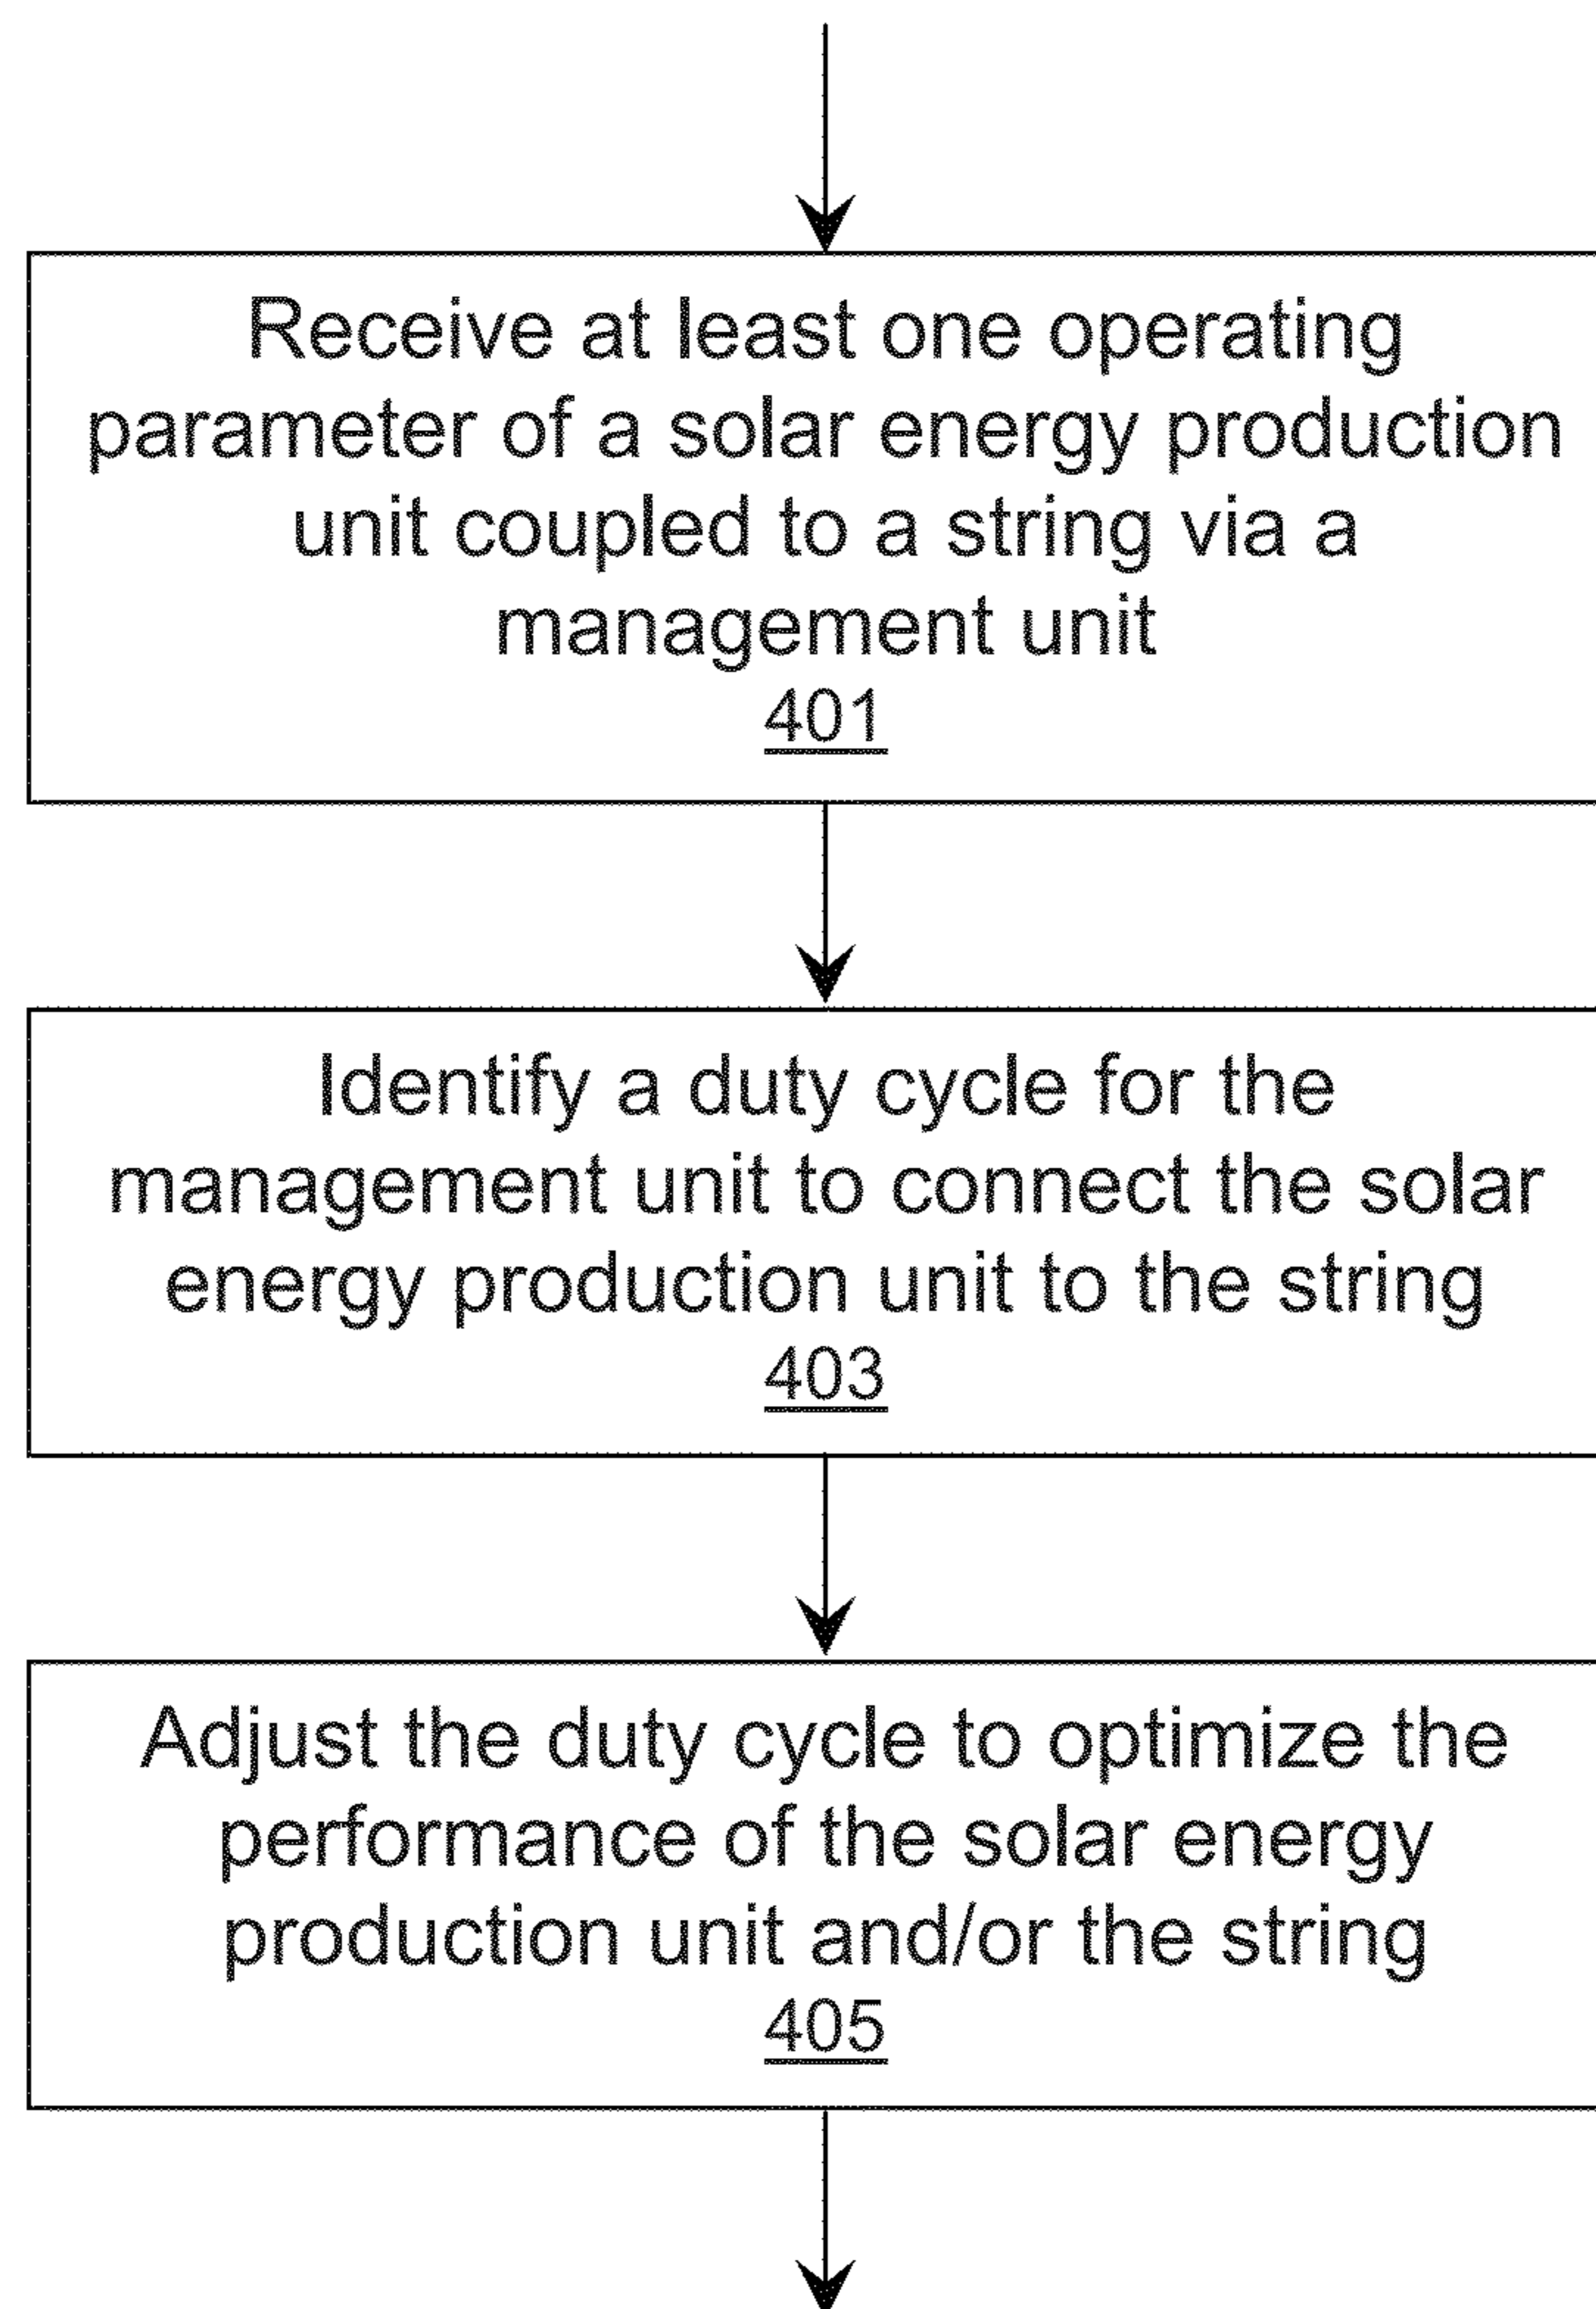 Receive at least one operating
parameter of a solar energy production
unit coupled to a string via a
management unit
401
Identify a duty cycle for the
management unit to connect the solar
energy production unit to the string
403
Adjust the duty cycle to optimize the
performance of the solar energy
production unit and/or the string
405